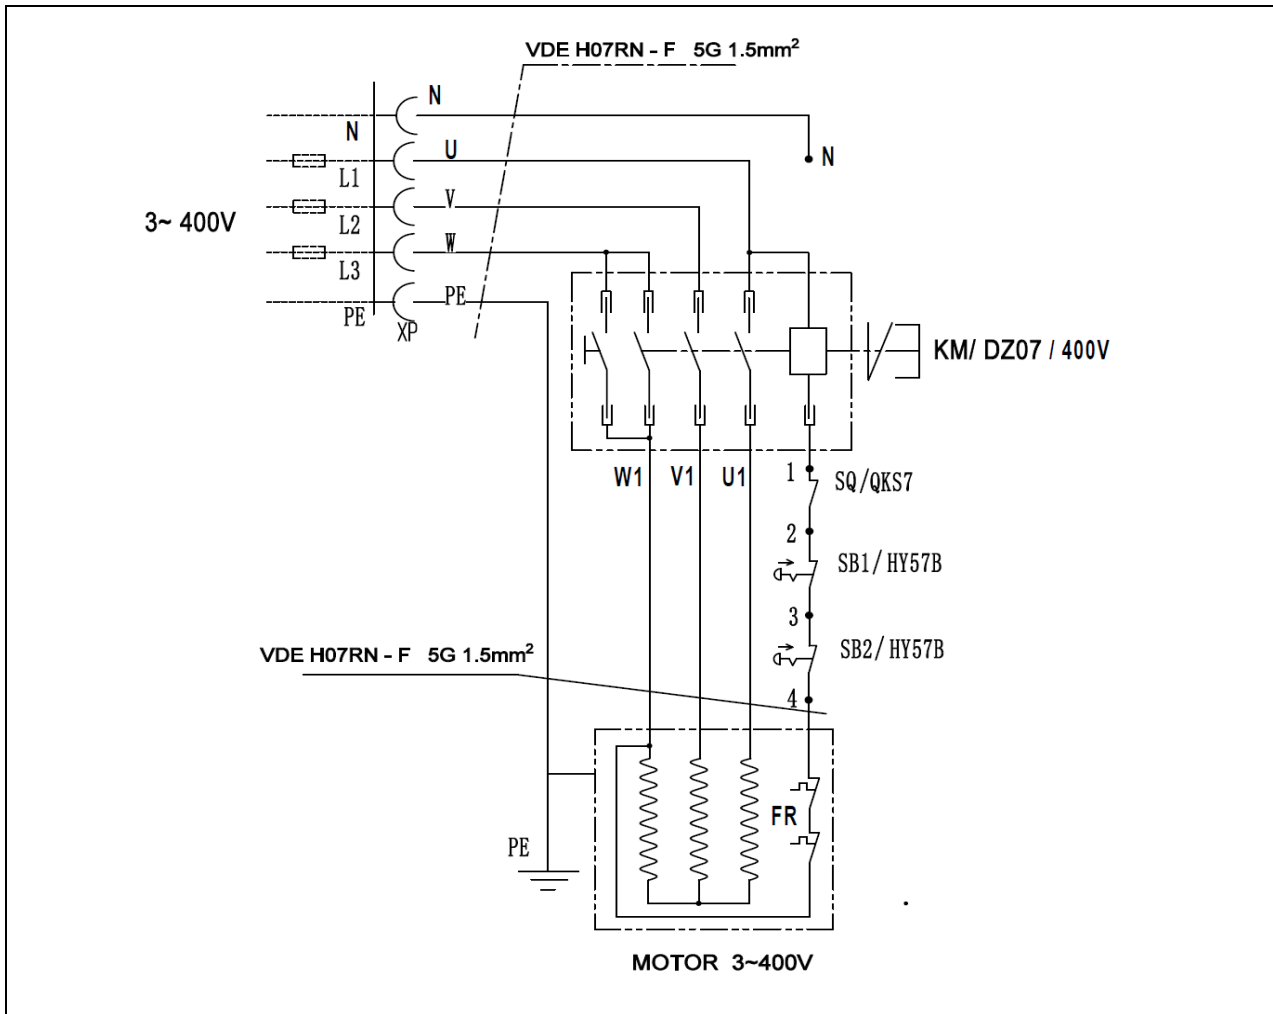 VDE H07RN - F 5G 1.5mm²
N
N
U
N
L1
V
3~ 400V
L2
W
L3
PE
PE
XP
KM/ DZ07 / 400V
W1 V1 U1
1 SQ/QKS7
2
SB1/HY57B
3
SB2/HY57B
VDE H07RN - F 5G 1.5mm²
4
FR
PE
MOTOR 3~400V